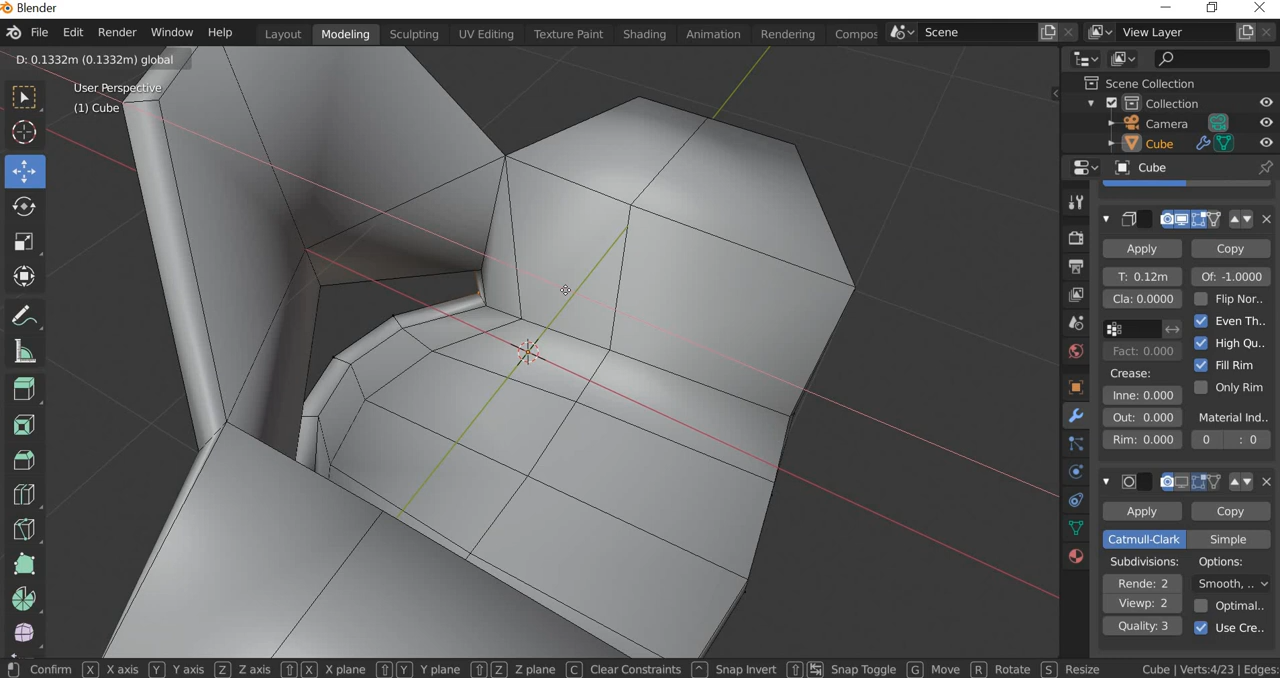 Blender
File Edit Render Window Help Layout Modeling Sculpting UV Editing Texture Paint Shading Animation Rendering Compos Scene View Layer
D: 0.1332m (0.1332m) global
User Perspective
(1) Cube
Scene Collection
Collection
Camera
Cube
Cube
Apply Copy
T: 0.12m Of: -1.0000
Cla: 0.0000 Flip Nor..
Even Th..
High Qu..
Fact: 0.000 Fill Rim
Crease: Only Rim
Inne: 0.000
Out: 0.000 Material Ind..
Rim: 0.000 0 : 0
Apply Copy
Catmull-Clark Simple
Subdivisions: Options:
Rende: 2 Smooth, ..
Viewp: 2 Optimal..
Quality: 3 Use Cre..
Confirm X X axis Y Y axis Z Z axis X X plane Y Y plane Z Z plane C Clear Constraints ^ Snap Invert Snap Toggle G Move R Rotate S Resize Cube | Verts:4/23 | Edges: